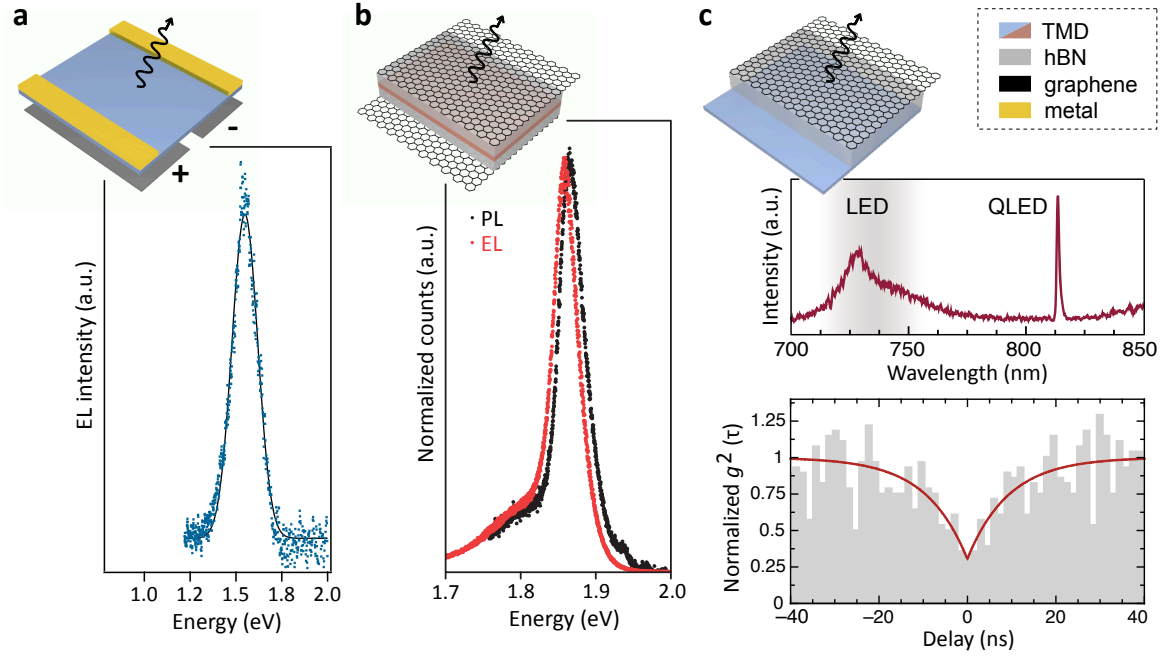 a
+
-
EL intensity (a.u.)
1.0 1.2 1.5 1.8 2.0
Energy (eV)
b
PL
EL
Normalized counts (a.u.)
1.7 1.8 1.9 2.0
Energy (eV)
c
TMD
hBN
graphene
metal
LED
QLED
Intensity (a.u.)
700 750 800 850
Wavelength (nm)
Normalized g² (τ)
1.25
1
0.75
0.5
0.25
0
−40 −20 0 20 40
Delay (ns)